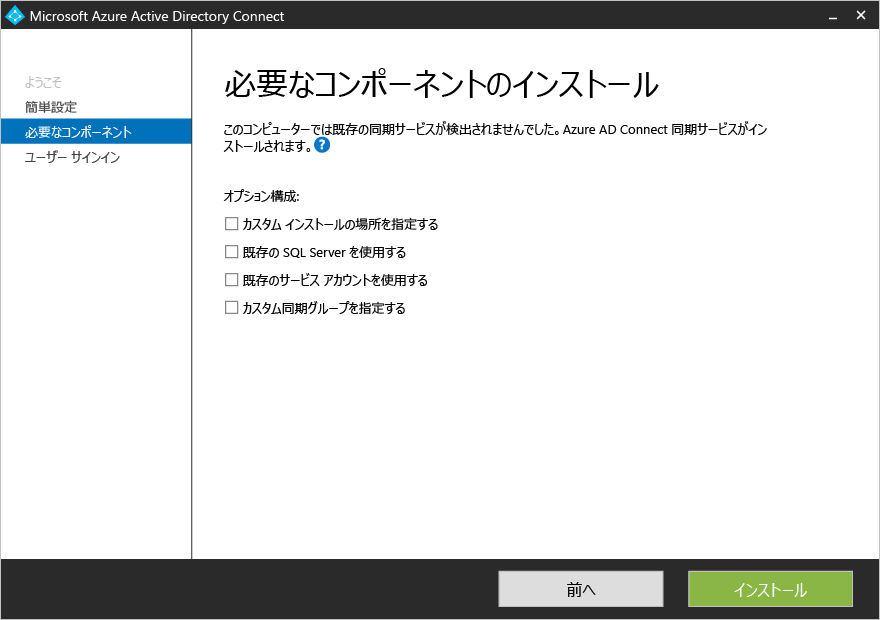 Microsoft Azure Active Directory Connect
ようこそ
簡単設定
必要なコンポーネント
ユーザー サインイン
必要なコンポーネントのインストール
このコンピューターでは既存の同期サービスが検出されませんでした。Azure AD Connect 同期サービスがイン
ストールされます。
?
オプション構成:
カスタム インストールの場所を指定する
既存の SQL Server を使用する
既存のサービス アカウントを使用する
カスタム同期グループを指定する
前へ
インストール